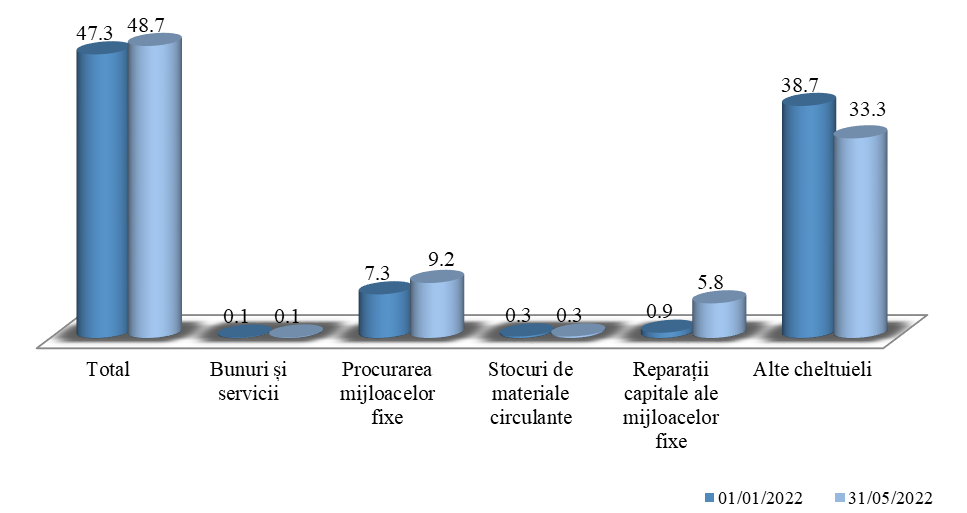 47.3
48.7
0.1
0.1
7.3
9.2
0.3
0.3
0.9
5.8
38.7
33.3
Total
Bunuri și
servicii
Procurarea
mijloacelor
fixe
Stocuri de
materiale
circulante
Reparații
capitale ale
mijloacelor
fixe
Alte cheltuieli
01/01/2022
31/05/2022